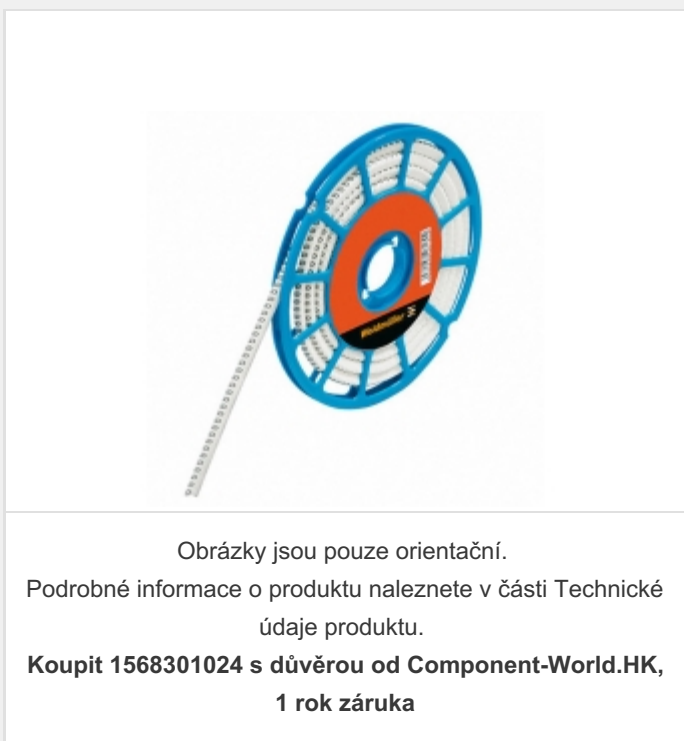 Weidmüller
Obrázky jsou pouze orientační.
Podrobné informace o produktu naleznete v části Technické
údaje produktu.
Koupit 1568301024 s důvěrou od Component-World.HK,
1 rok záruka